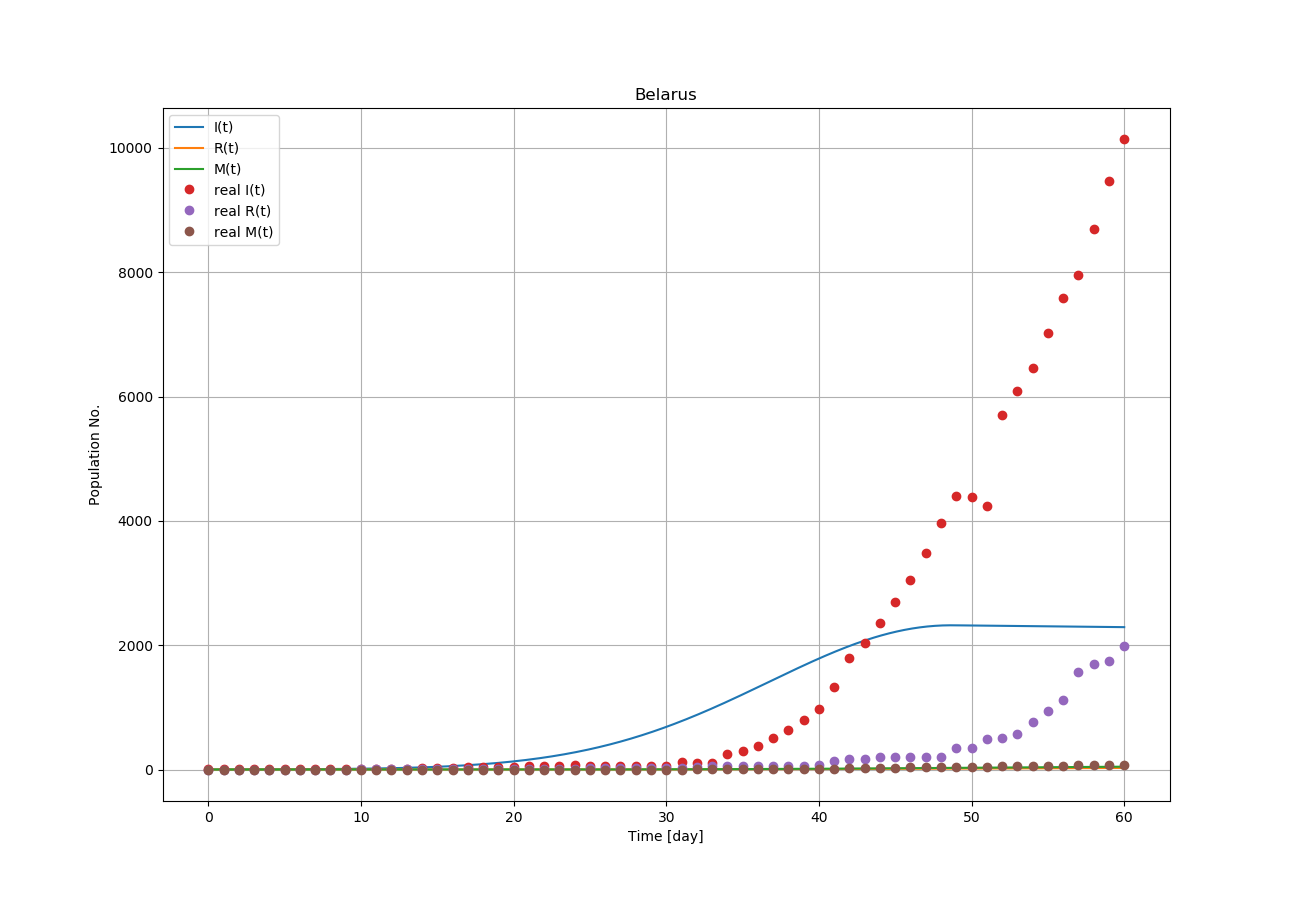 Belarus
I(t)
R(t)
M(t)
real I(t)
real R(t)
real M(t)
10000
8000
6000
4000
2000
0
Population No.
0 10 20 30 40 50 60
Time [day]